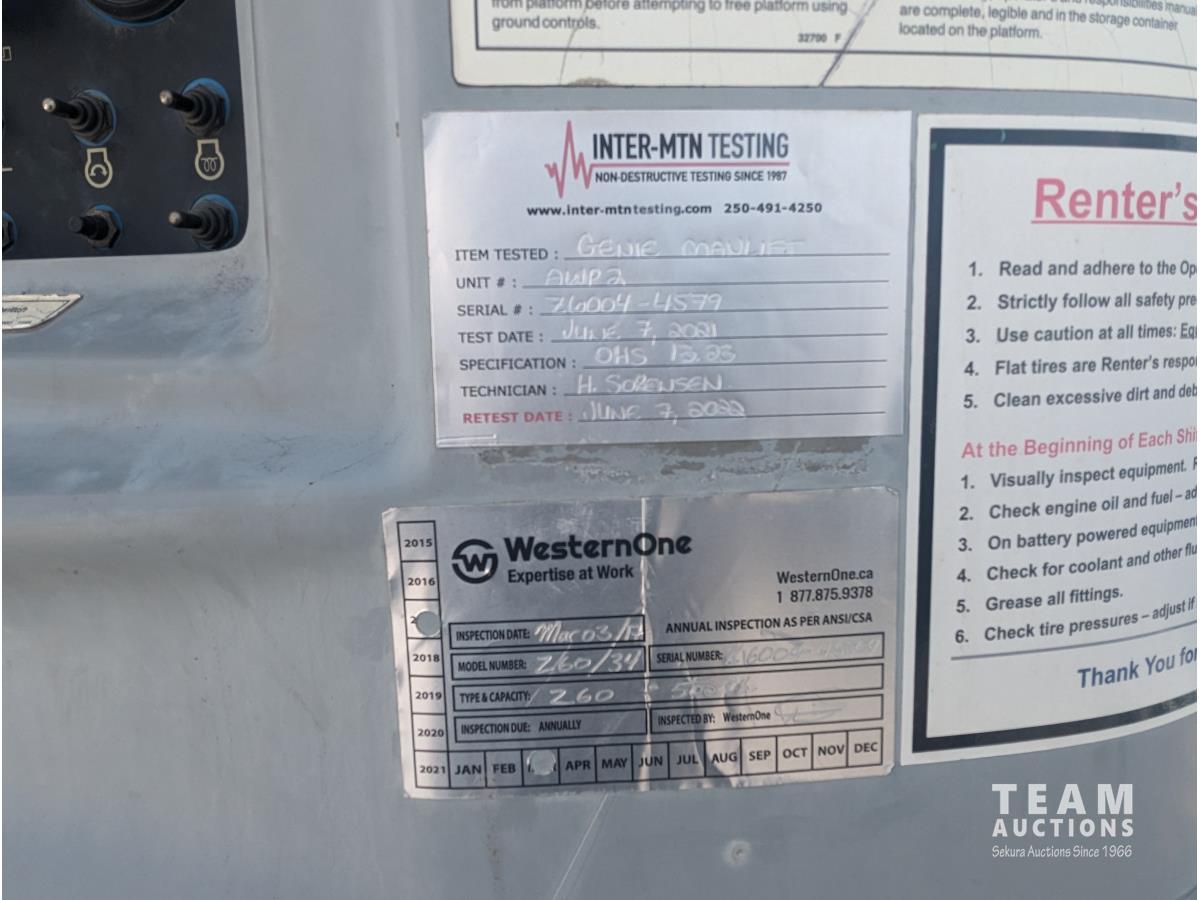 from platform before attempting to free platform using
ground controls.
32790 F
responsibilities manual
are complete, legible and in the storage container
located on the platform.
INTER-MTN TESTING
NON-DESTRUCTIVE TESTING SINCE 1987
www.inter-mtntesting.com 250-491-4250
ITEM TESTED : GENIE MANLIFT
UNIT # : AWP2
SERIAL # : Z6004-4579
TEST DATE : JUNE 7, 2021
SPECIFICATION : OHS 13.23
TECHNICIAN : H. SORENSEN
RETEST DATE : JUNE 7, 2022
WesternOne
Expertise at Work
WesternOne.ca
1 877.875.9378
ANNUAL INSPECTION AS PER ANSI/CSA
INSPECTION DATE: Mar 03/17
MODEL NUMBER: Z60/34
SERIAL NUMBER:
TYPE & CAPACITY: Z60
INSPECTION DUE: ANNUALLY
INSPECTED BY: WesternOne
2015
2016
2018
2019
2020
2021 JAN FEB APR MAY JUN JUL AUG SEP OCT NOV DEC
Renter's
1. Read and adhere to the Op
2. Strictly follow all safety pre
3. Use caution at all times: Equ
4. Flat tires are Renter's respon
5. Clean excessive dirt and deb
At the Beginning of Each Shi
1. Visually inspect equipment.
2. Check engine oil and fuel – ad
3. On battery powered equipment
4. Check for coolant and other flu
5. Grease all fittings.
6. Check tire pressures – adjust if
Thank You for
TEAM
AUCTIONS
Sekura Auctions Since 1966